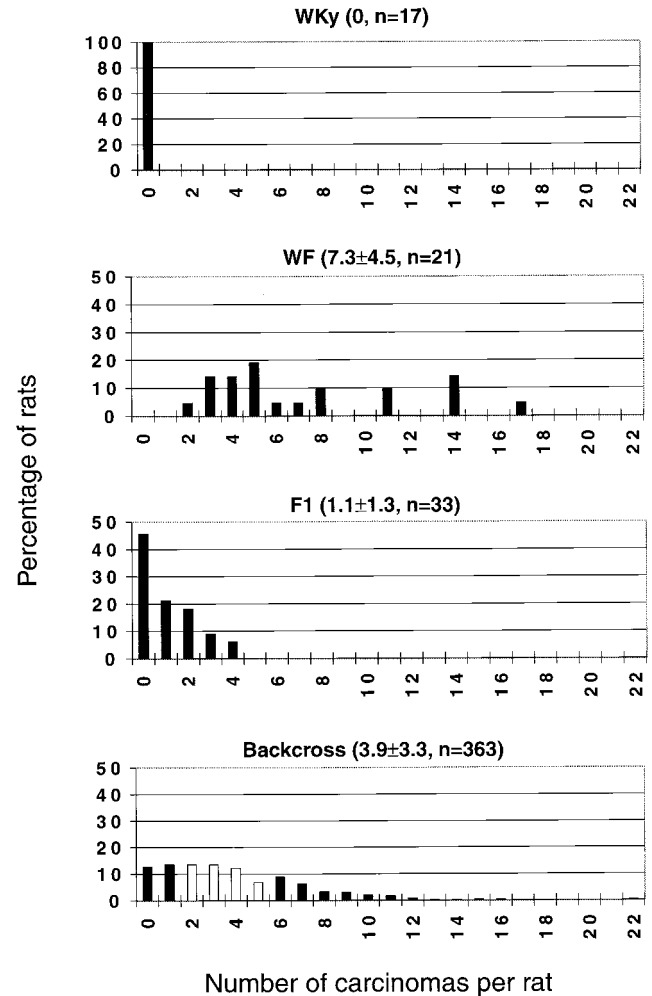 WKy (0, n=17)
100
80
60
40
20
0
0 2 4 6 8 10 12 14 16 18 20 22
WF (7.3±4.5, n=21)
50
40
30
20
10
0
0 2 4 6 8 10 12 14 16 18 20 22
Percentage of rats
F1 (1.1±1.3, n=33)
50
40
30
20
10
0
0 2 4 6 8 10 12 14 16 18 20 22
Backcross (3.9±3.3, n=363)
50
40
30
20
10
0
0 2 4 6 8 10 12 14 16 18 20 22
Number of carcinomas per rat